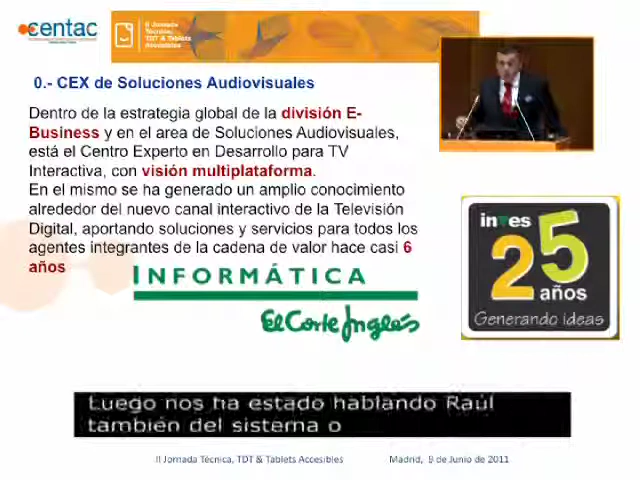 centac
II Jornada
Técnica,
TDT & Tablets
Accesibles
0.- CEX de Soluciones Audiovisuales
Dentro de la estrategia global de la división E-
Business y en el area de Soluciones Audiovisuales,
está el Centro Experto en Desarrollo para TV
Interactiva, con visión multiplataforma.
En el mismo se ha generado un amplio conocimiento
alrededor del nuevo canal interactivo de la Televisión
Digital, aportando soluciones y servicios para todos los
agentes integrantes de la cadena de valor hace casi 6
años
INFORMÁTICA
El Corte Inglés
inves
25
años
Generando ideas
Luego nos ha estado hablando Raúl
también del sistema o
II Jornada Técnica, TDT & Tablets Accesibles Madrid, 9 de Junio de 2011